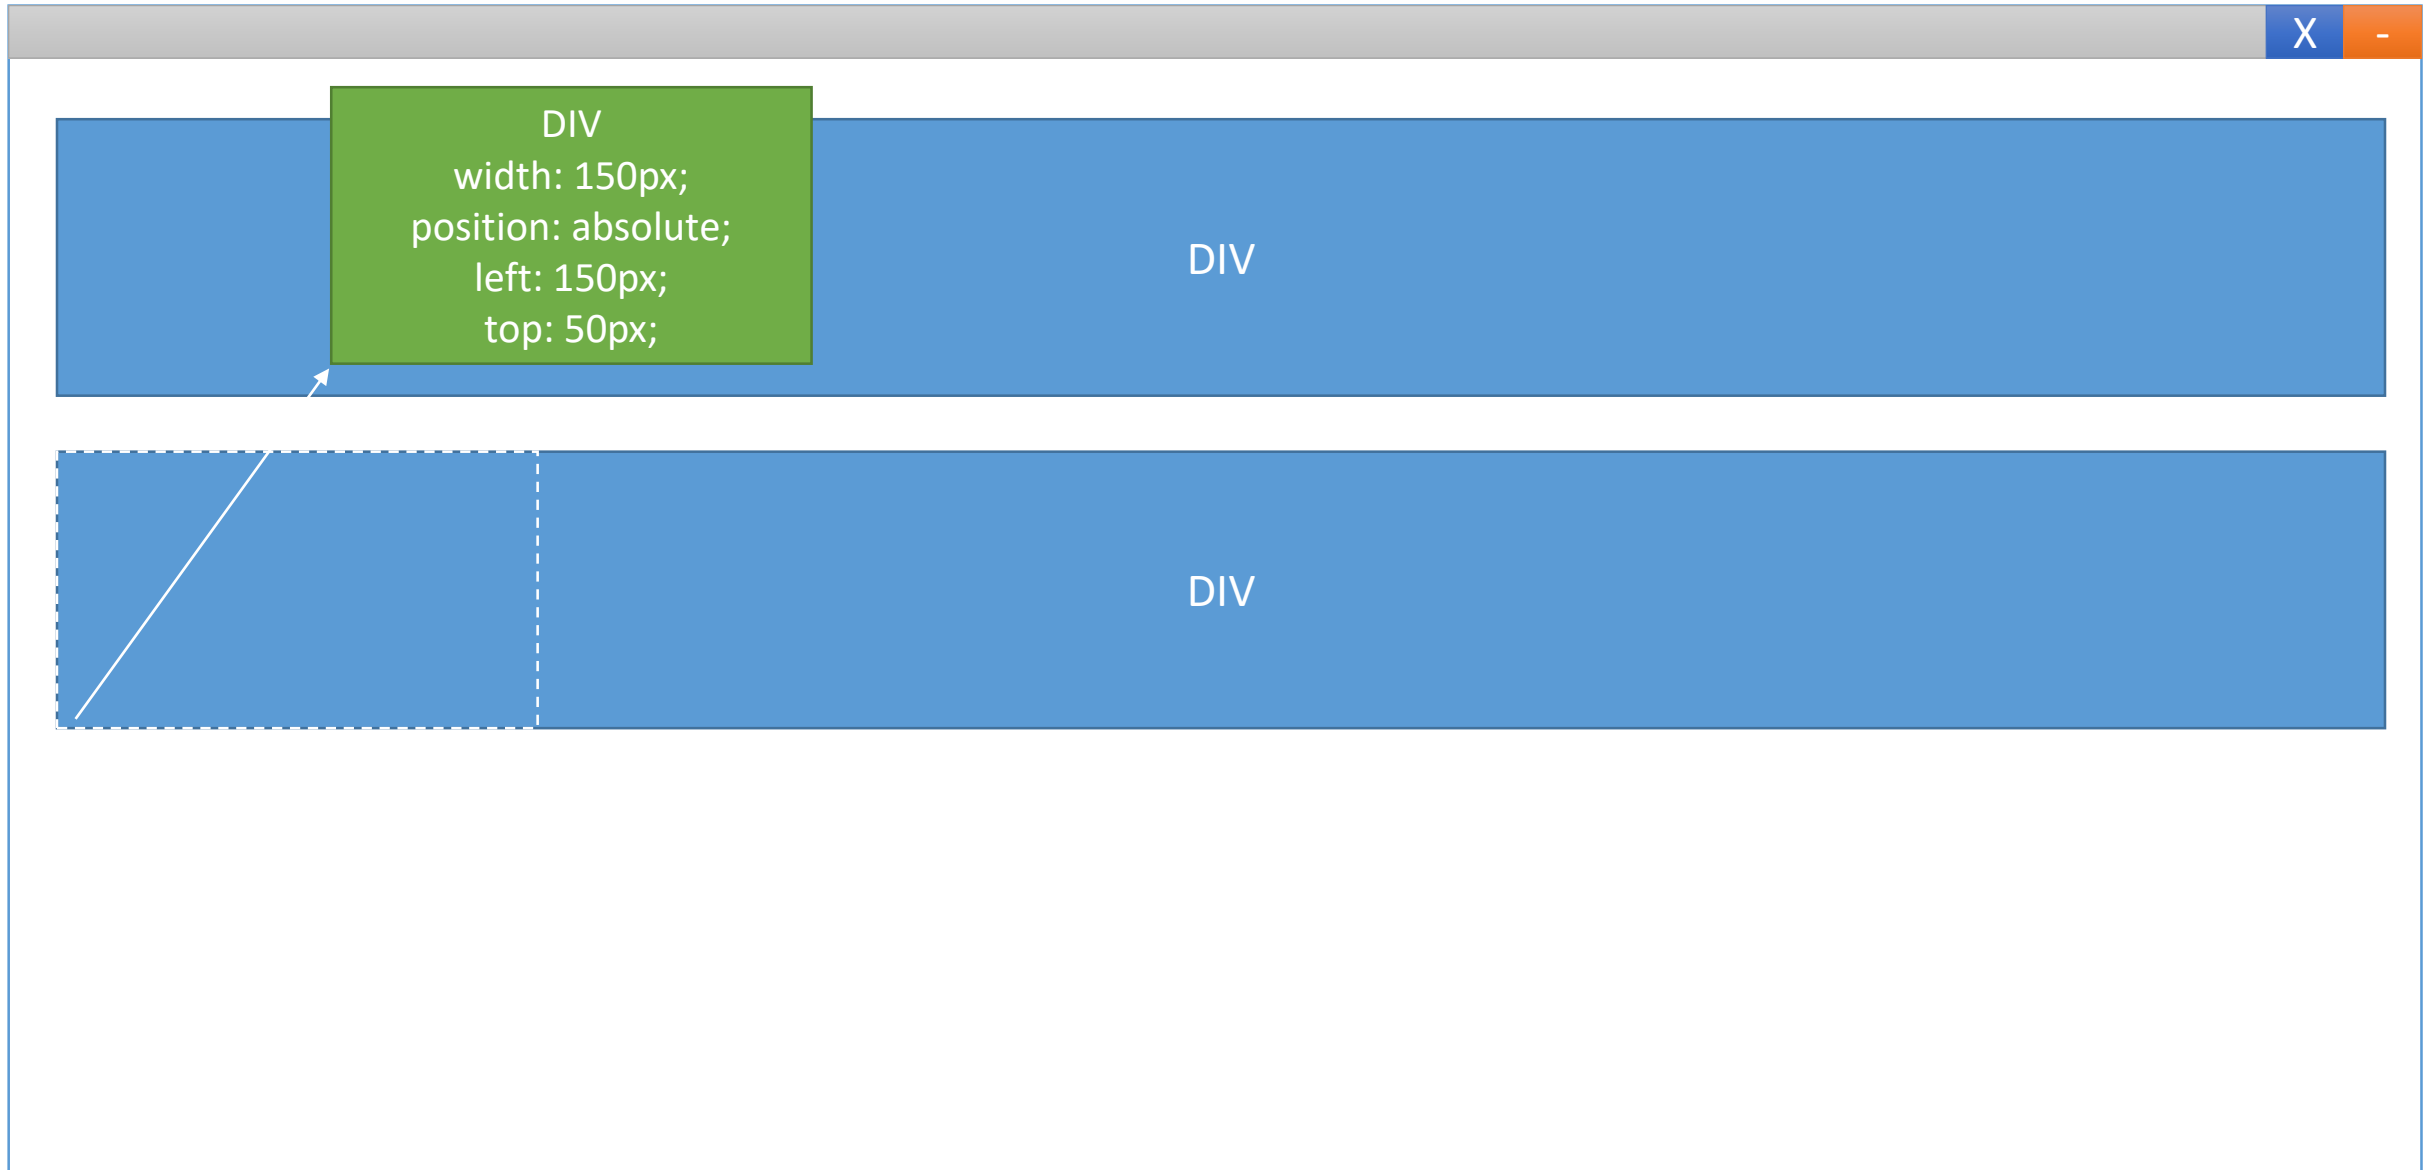 X -
DIV
width: 150px;
position: absolute;
left: 150px;
top: 50px;
DIV
DIV